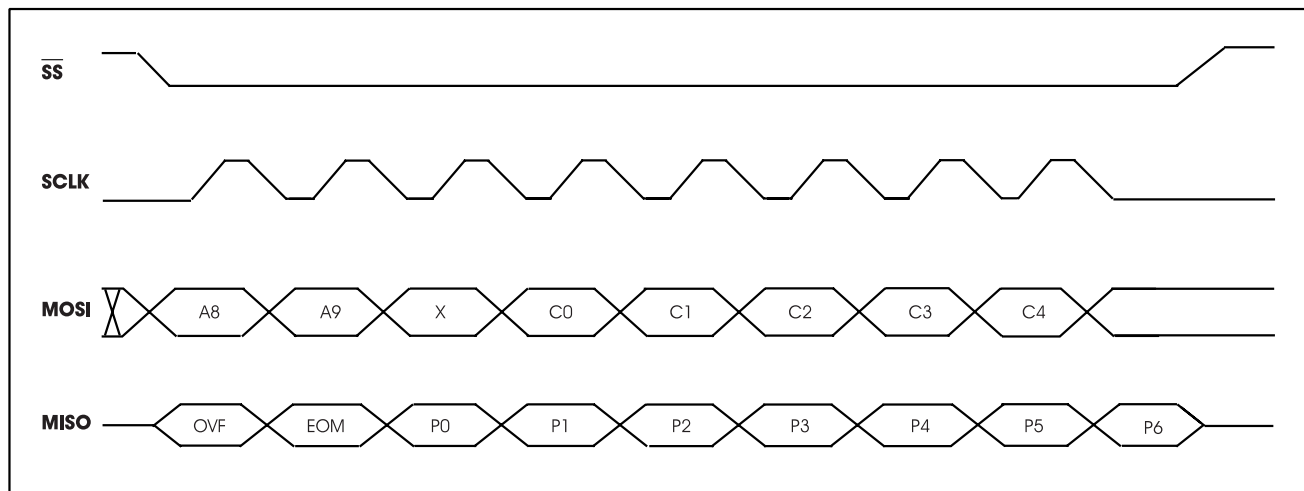 SS
SCLK
MOSI A8 A9 X C0 C1 C2 C3 C4
MISO OVF EOM P0 P1 P2 P3 P4 P5 P6